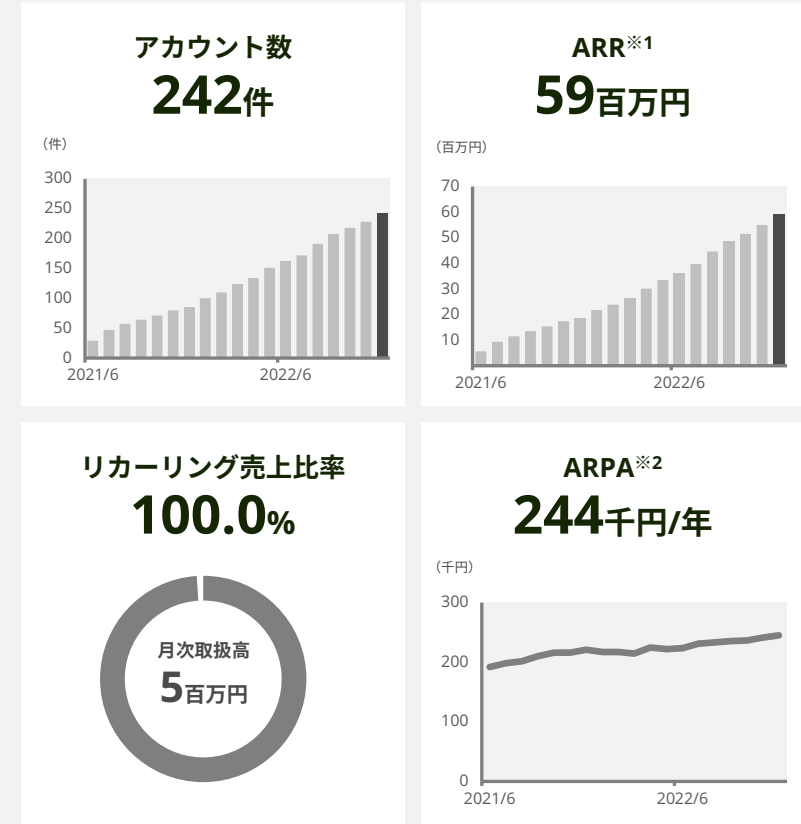 アカウント数
242件
（件）
300
250
200
150
100
50
0
2021/6
2022/6
ARR※1
59百万円
（百万円）
70
60
50
40
30
20
10
2021/6
2022/6
リカーリング売上比率
100.0%
月次取扱高
5百万円
ARPA※2
244千円/年
（千円）
300
200
100
0
2021/6
2022/6